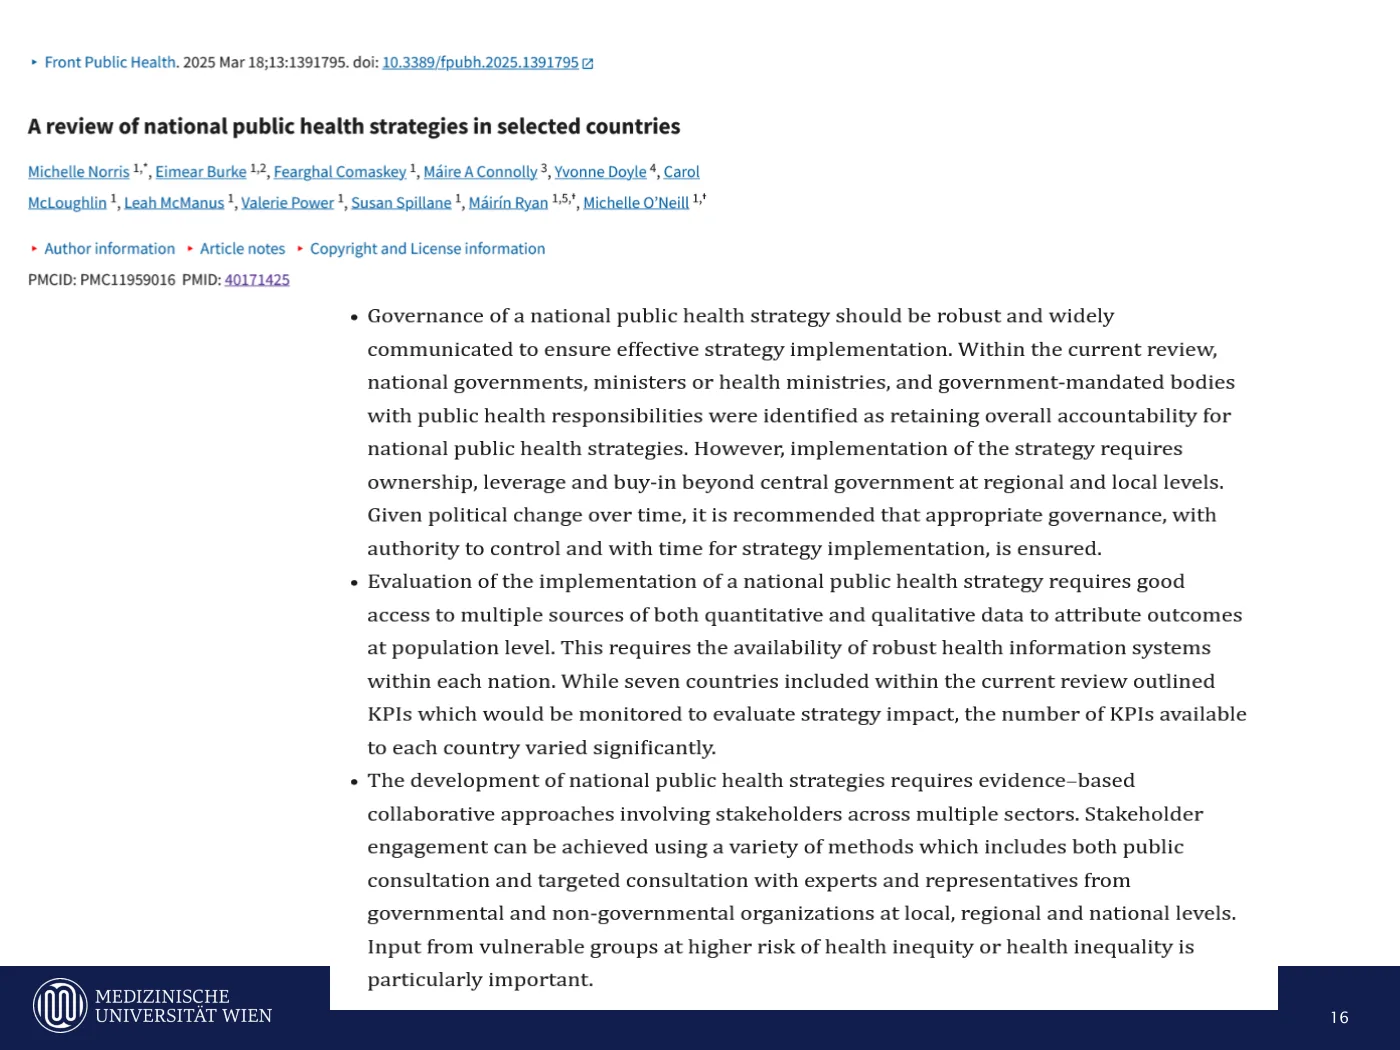 ‣ Front Public Health. 2025 Mar 18;13:1391795. doi: 10.3389/fpubh.2025.1391795
A review of national public health strategies in selected countries
Michelle Norris 1,*, Eimear Burke 1,2, Fearghal Comaskey 1, Máire A Connolly 3, Yvonne Doyle 4, Carol
McLoughlin 1, Leah McManus 1, Valerie Power 1, Susan Spillane 1, Máirín Ryan 1,5,†, Michelle O’Neill 1,†
‣ Author information ‣ Article notes ‣ Copyright and License information
PMCID: PMC11959016 PMID: 40171425
• Governance of a national public health strategy should be robust and widely
communicated to ensure effective strategy implementation. Within the current review,
national governments, ministers or health ministries, and government-mandated bodies
with public health responsibilities were identified as retaining overall accountability for
national public health strategies. However, implementation of the strategy requires
ownership, leverage and buy-in beyond central government at regional and local levels.
Given political change over time, it is recommended that appropriate governance, with
authority to control and with time for strategy implementation, is ensured.
• Evaluation of the implementation of a national public health strategy requires good
access to multiple sources of both quantitative and qualitative data to attribute outcomes
at population level. This requires the availability of robust health information systems
within each nation. While seven countries included within the current review outlined
KPIs which would be monitored to evaluate strategy impact, the number of KPIs available
to each country varied significantly.
• The development of national public health strategies requires evidence–based
collaborative approaches involving stakeholders across multiple sectors. Stakeholder
engagement can be achieved using a variety of methods which includes both public
consultation and targeted consultation with experts and representatives from
governmental and non-governmental organizations at local, regional and national levels.
Input from vulnerable groups at higher risk of health inequity or health inequality is
particularly important.
MEDIZINISCHE
UNIVERSITÄT WIEN
16